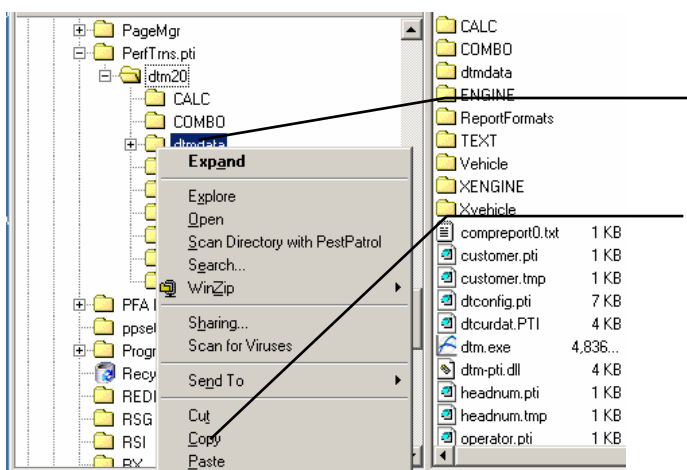 PageMgr
PerfTrns.pti
dtm20
CALC
COMBO
dtmdata
Expand
Explore
Open
Scan Directory with PestPatrol
Search...
WinZip
Sharing...
Scan for Viruses
Send To
Cut
Copy
Paste
PFA
ppsel
Progr
Recy
REDI
RSG
RSI
RX
CALC
COMBO
dtmdata
ENGINE
ReportFormats
TEXT
Vehicle
XENGINE
Xvehicle
compreport0.txt 1 KB
customer.pti 1 KB
customer.tmp 1 KB
dtconfig.pti 7 KB
dtcurdat.PTI 4 KB
dtm.exe 4,836...
dtm-pti.dll 4 KB
headnum.pti 1 KB
headnum.tmp 1 KB
operator.pti 1 KB